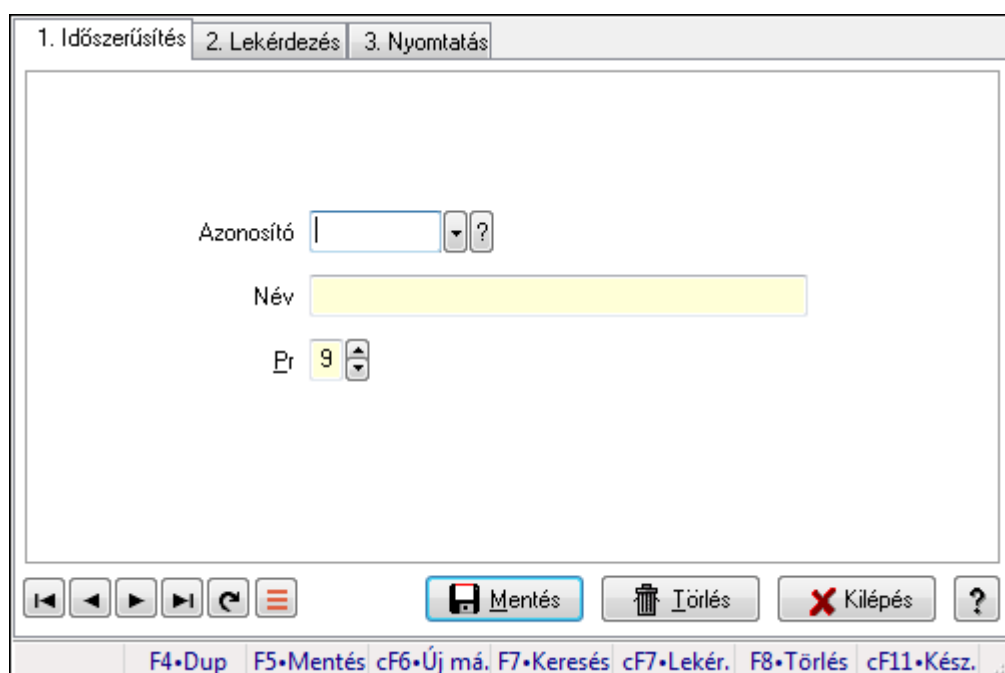 1. Időszerűsítés 2. Lekérdezés 3. Nyomtatás
Azonosító ?
Név
Pr 9
Mentés Törlés Kilépés ?
F4•Dup F5•Mentés cF6•Új má. F7•Keresés cF7•Lekér. F8•Törlés cF11•Kész.